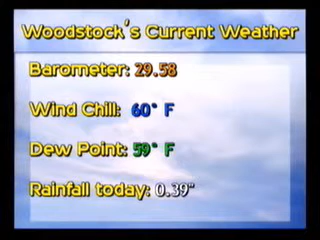 Woodstock's Current Weather
Barometer: 29.58
Wind Chill: 60° F
Dew Point: 59° F
Rainfall today: 0.39"